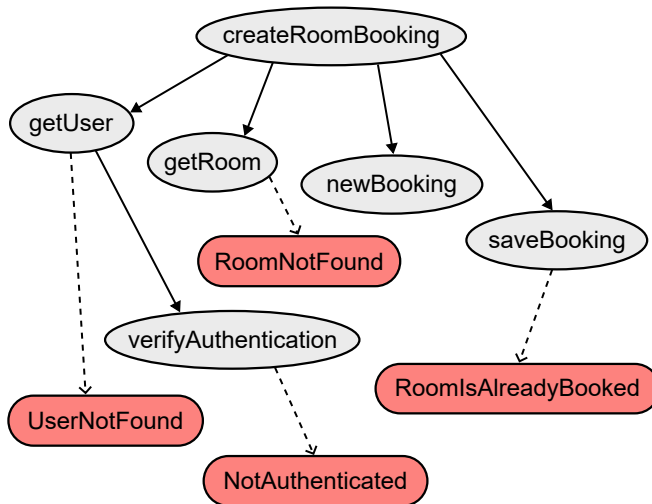 createRoomBooking
getUser
getRoom
newBooking
saveBooking
RoomNotFound
verifyAuthentication
RoomIsAlreadyBooked
UserNotFound
NotAuthenticated